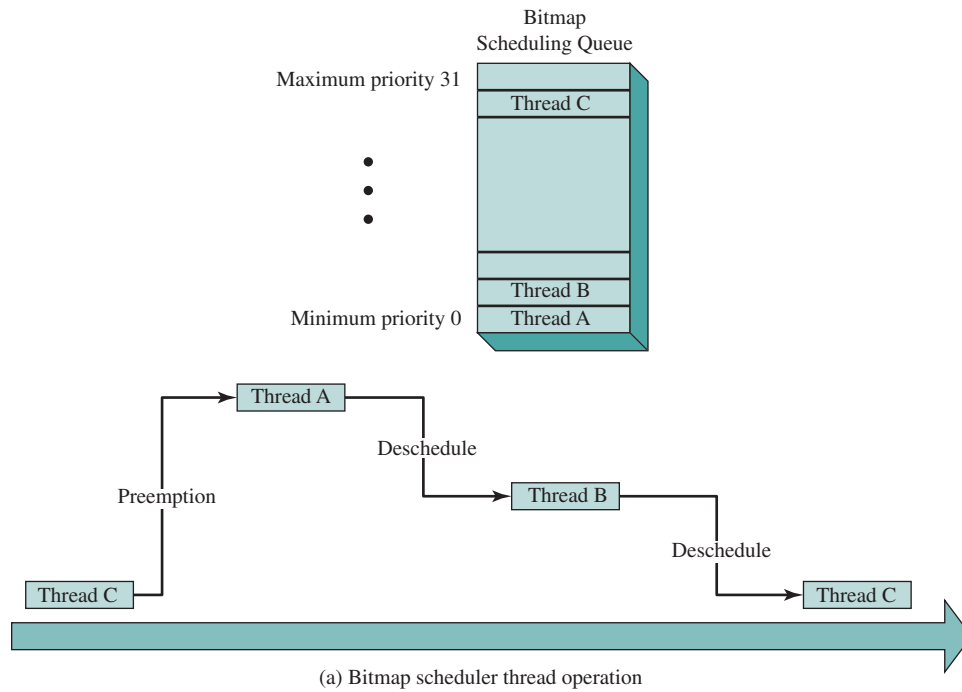 Bitmap
Scheduling Queue
Maximum priority 31
Thread C
Thread B
Minimum priority 0
Thread A
Thread A
Deschedule
Preemption
Thread B
Deschedule
Thread C
Thread C
(a) Bitmap scheduler thread operation